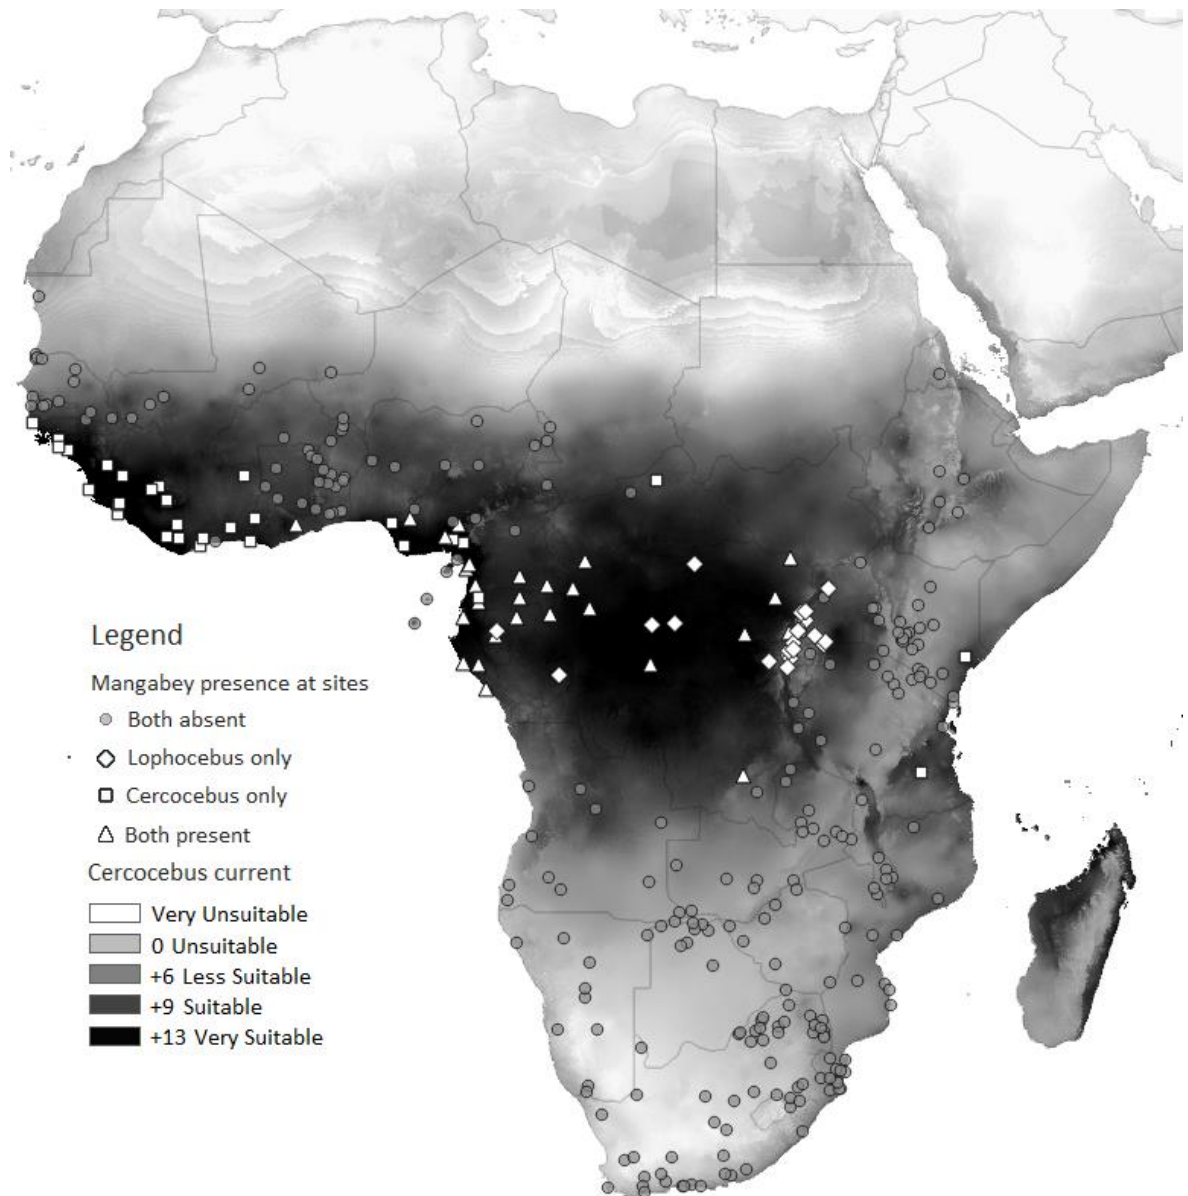 Legend
Mangabey presence at sites
Both absent
Lophocebus only
Cercocebus only
Both present
Cercocebus current
Very Unsuitable
0 Unsuitable
+6 Less Suitable
+9 Suitable
+13 Very Suitable